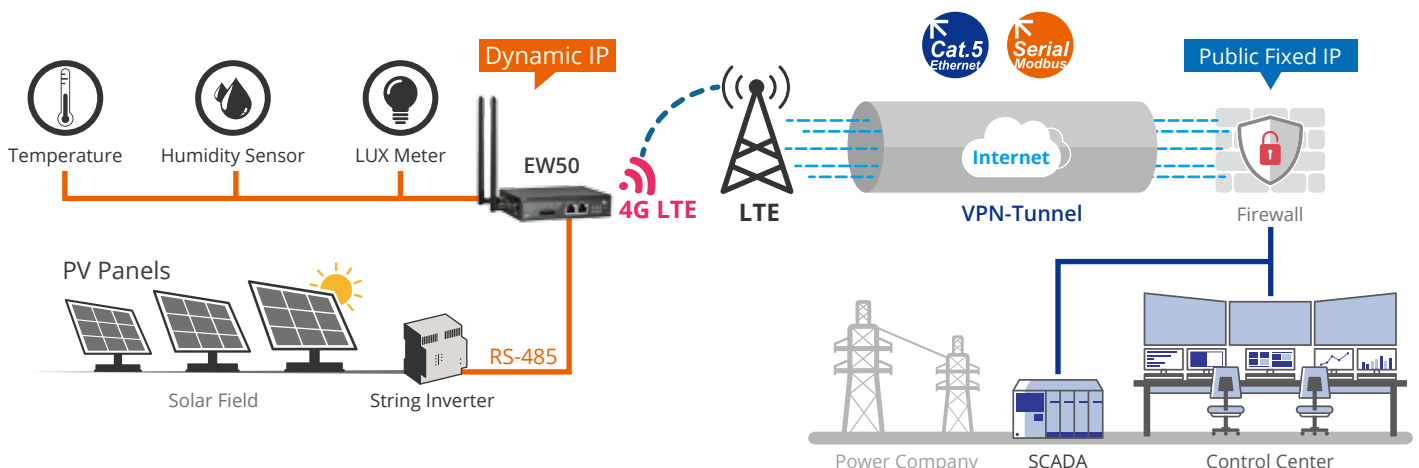 Dynamic IP
Cat.5
Ethernet
Serial
Modbus
Public Fixed IP
Temperature
Humidity Sensor
LUX Meter
EW50
4G LTE
LTE
Internet
VPN-Tunnel
Firewall
PV Panels
RS-485
Solar Field
String Inverter
Power Company
SCADA
Control Center